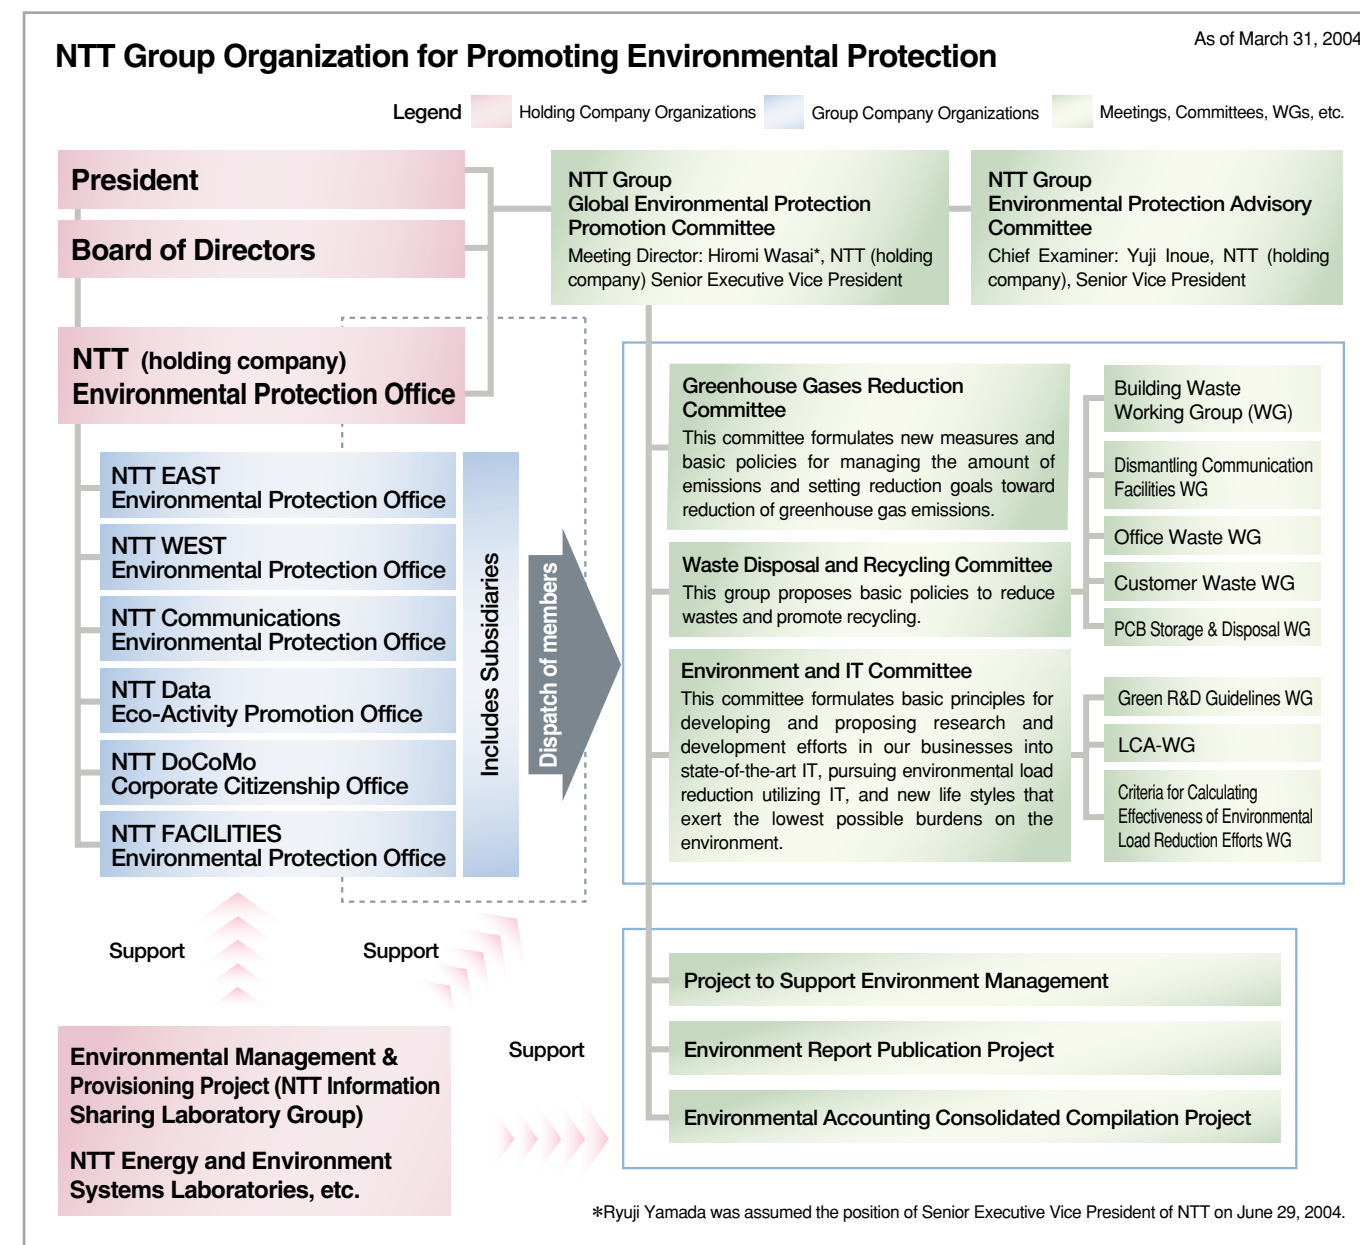 As of March 31, 2004
NTT Group Organization for Promoting Environmental Protection
Legend
Holding Company Organizations
Group Company Organizations
Meetings, Committees, WGs, etc.
President
Board of Directors
NTT (holding company)
Environmental Protection Office
NTT Group
Global Environmental Protection
Promotion Committee
Meeting Director: Hiromi Wasai*, NTT (holding
company) Senior Executive Vice President
NTT Group
Environmental Protection Advisory
Committee
Chief Examiner: Yuji Inoue, NTT (holding
company), Senior Vice President
NTT EAST
Environmental Protection Office
NTT WEST
Environmental Protection Office
NTT Communications
Environmental Protection Office
NTT Data
Eco-Activity Promotion Office
NTT DoCoMo
Corporate Citizenship Office
NTT FACILITIES
Environmental Protection Office
Includes Subsidiaries
Dispatch of members
Greenhouse Gases Reduction
Committee
This committee formulates new measures and
basic policies for managing the amount of
emissions and setting reduction goals toward
reduction of greenhouse gas emissions.
Waste Disposal and Recycling Committee
This group proposes basic policies to reduce
wastes and promote recycling.
Environment and IT Committee
This committee formulates basic principles for
developing and proposing research and
development efforts in our businesses into
state-of-the-art IT, pursuing environmental load
reduction utilizing IT, and new life styles that
exert the lowest possible burdens on the
environment.
Building Waste
Working Group (WG)
Dismantling Communication
Facilities WG
Office Waste WG
Customer Waste WG
PCB Storage & Disposal WG
Green R&D Guidelines WG
LCA-WG
Criteria for Calculating
Effectiveness of Environmental
Load Reduction Efforts WG
Support
Support
Support
Environmental Management &
Provisioning Project (NTT Information
Sharing Laboratory Group)
NTT Energy and Environment
Systems Laboratories, etc.
Project to Support Environment Management
Environment Report Publication Project
Environmental Accounting Consolidated Compilation Project
*Ryuji Yamada was assumed the position of Senior Executive Vice President of NTT on June 29, 2004.